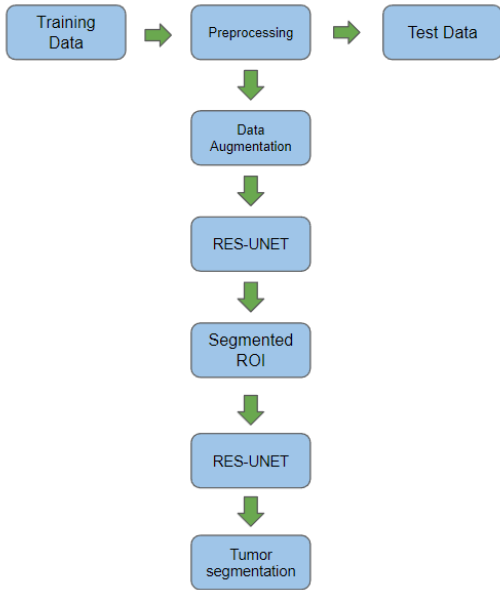 Training
Data
Preprocessing
Test Data
Data
Augmentation
RES-UNET
Segmented
ROI
RES-UNET
Tumor
segmentation